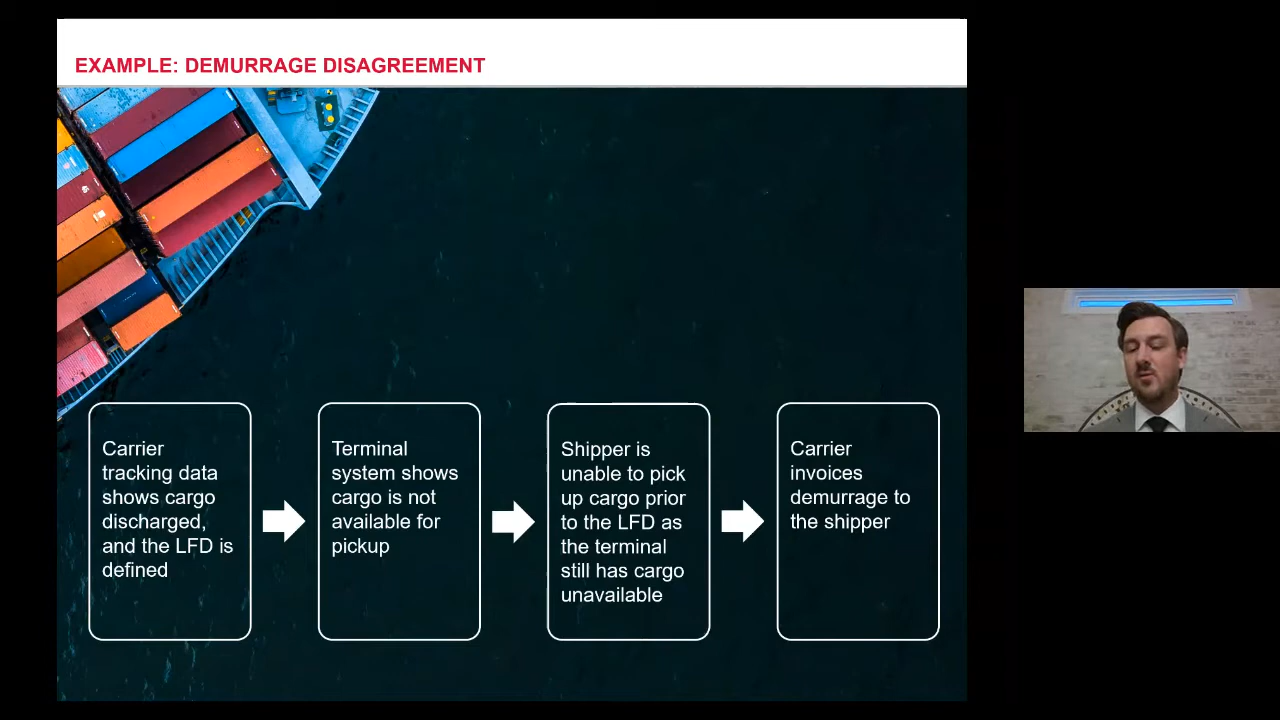 EXAMPLE: DEMURRAGE DISAGREEMENT
Carrier
tracking data
shows cargo
discharged,
and the LFD is
defined
Terminal
system shows
cargo is not
available for
pickup
Shipper is
unable to pick
up cargo prior
to the LFD as
the terminal
still has cargo
unavailable
Carrier
invoices
demurrage to
the shipper